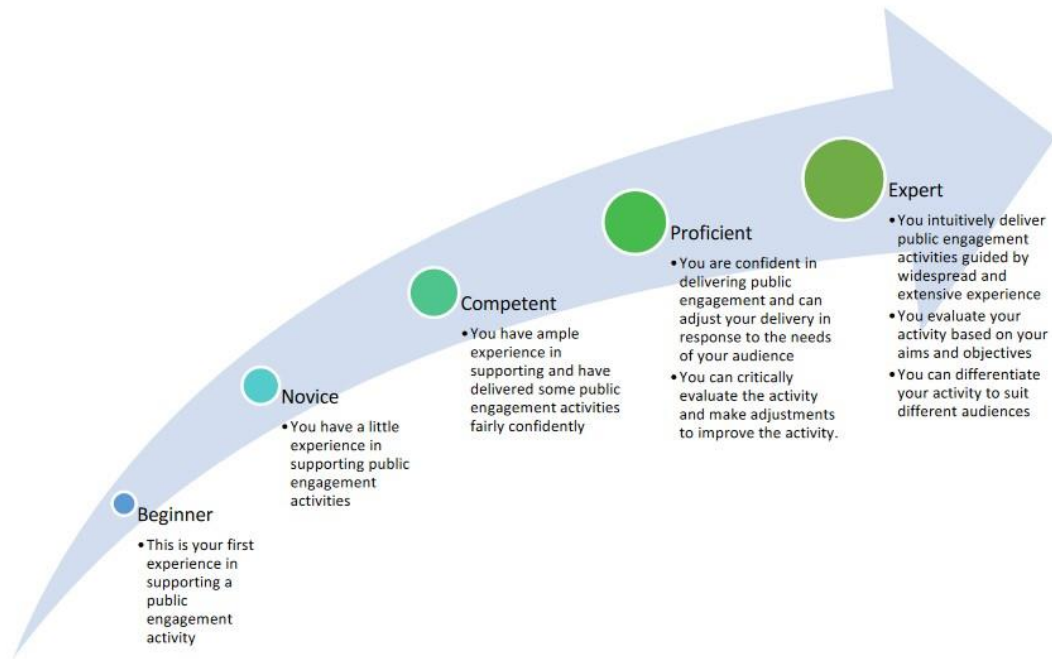 Beginner
•This is your first
experience in
supporting a
public
engagement
activity
Novice
•You have a little
experience in
supporting public
engagement
activities
Competent
•You have ample
experience in
supporting and have
delivered some public
engagement activities
fairly confidently
Proficient
•You are confident in
delivering public
engagement and can
adjust your delivery in
response to the needs
of your audience
•You can critically
evaluate the activity
and make adjustments
to improve the activity.
Expert
•You intuitively deliver
public engagement
activities guided by
widespread and
extensive experience
•You evaluate your
activity based on your
aims and objectives
•You can differentiate
your activity to suit
different audiences